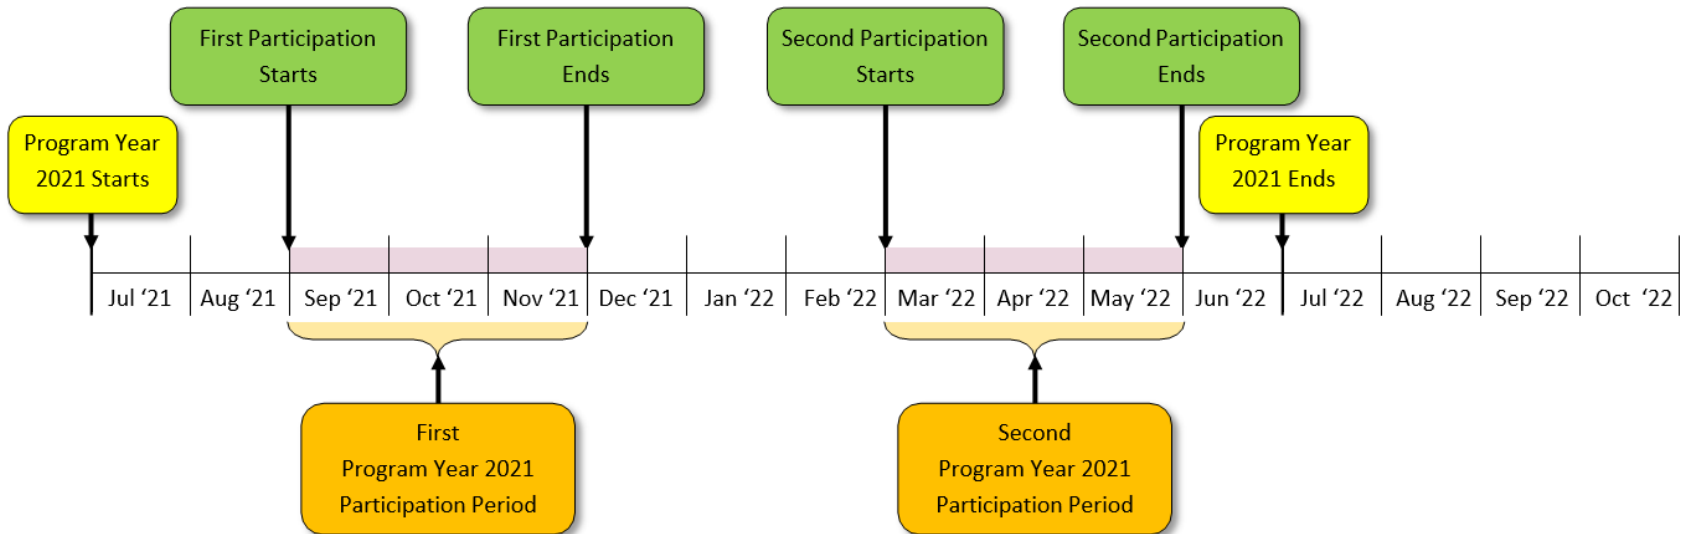 First Participation
Starts
First Participation
Ends
Second Participation
Starts
Second Participation
Ends
Program Year
2021 Starts
Program Year
2021 Ends
Jul ‘21 Aug ‘21 Sep ‘21 Oct ‘21 Nov ‘21 Dec ‘21 Jan ‘22 Feb ‘22 Mar ‘22 Apr ‘22 May ‘22 Jun ‘22 Jul ‘22 Aug ‘22 Sep ‘22 Oct ‘22
First
Program Year 2021
Participation Period
Second
Program Year 2021
Participation Period